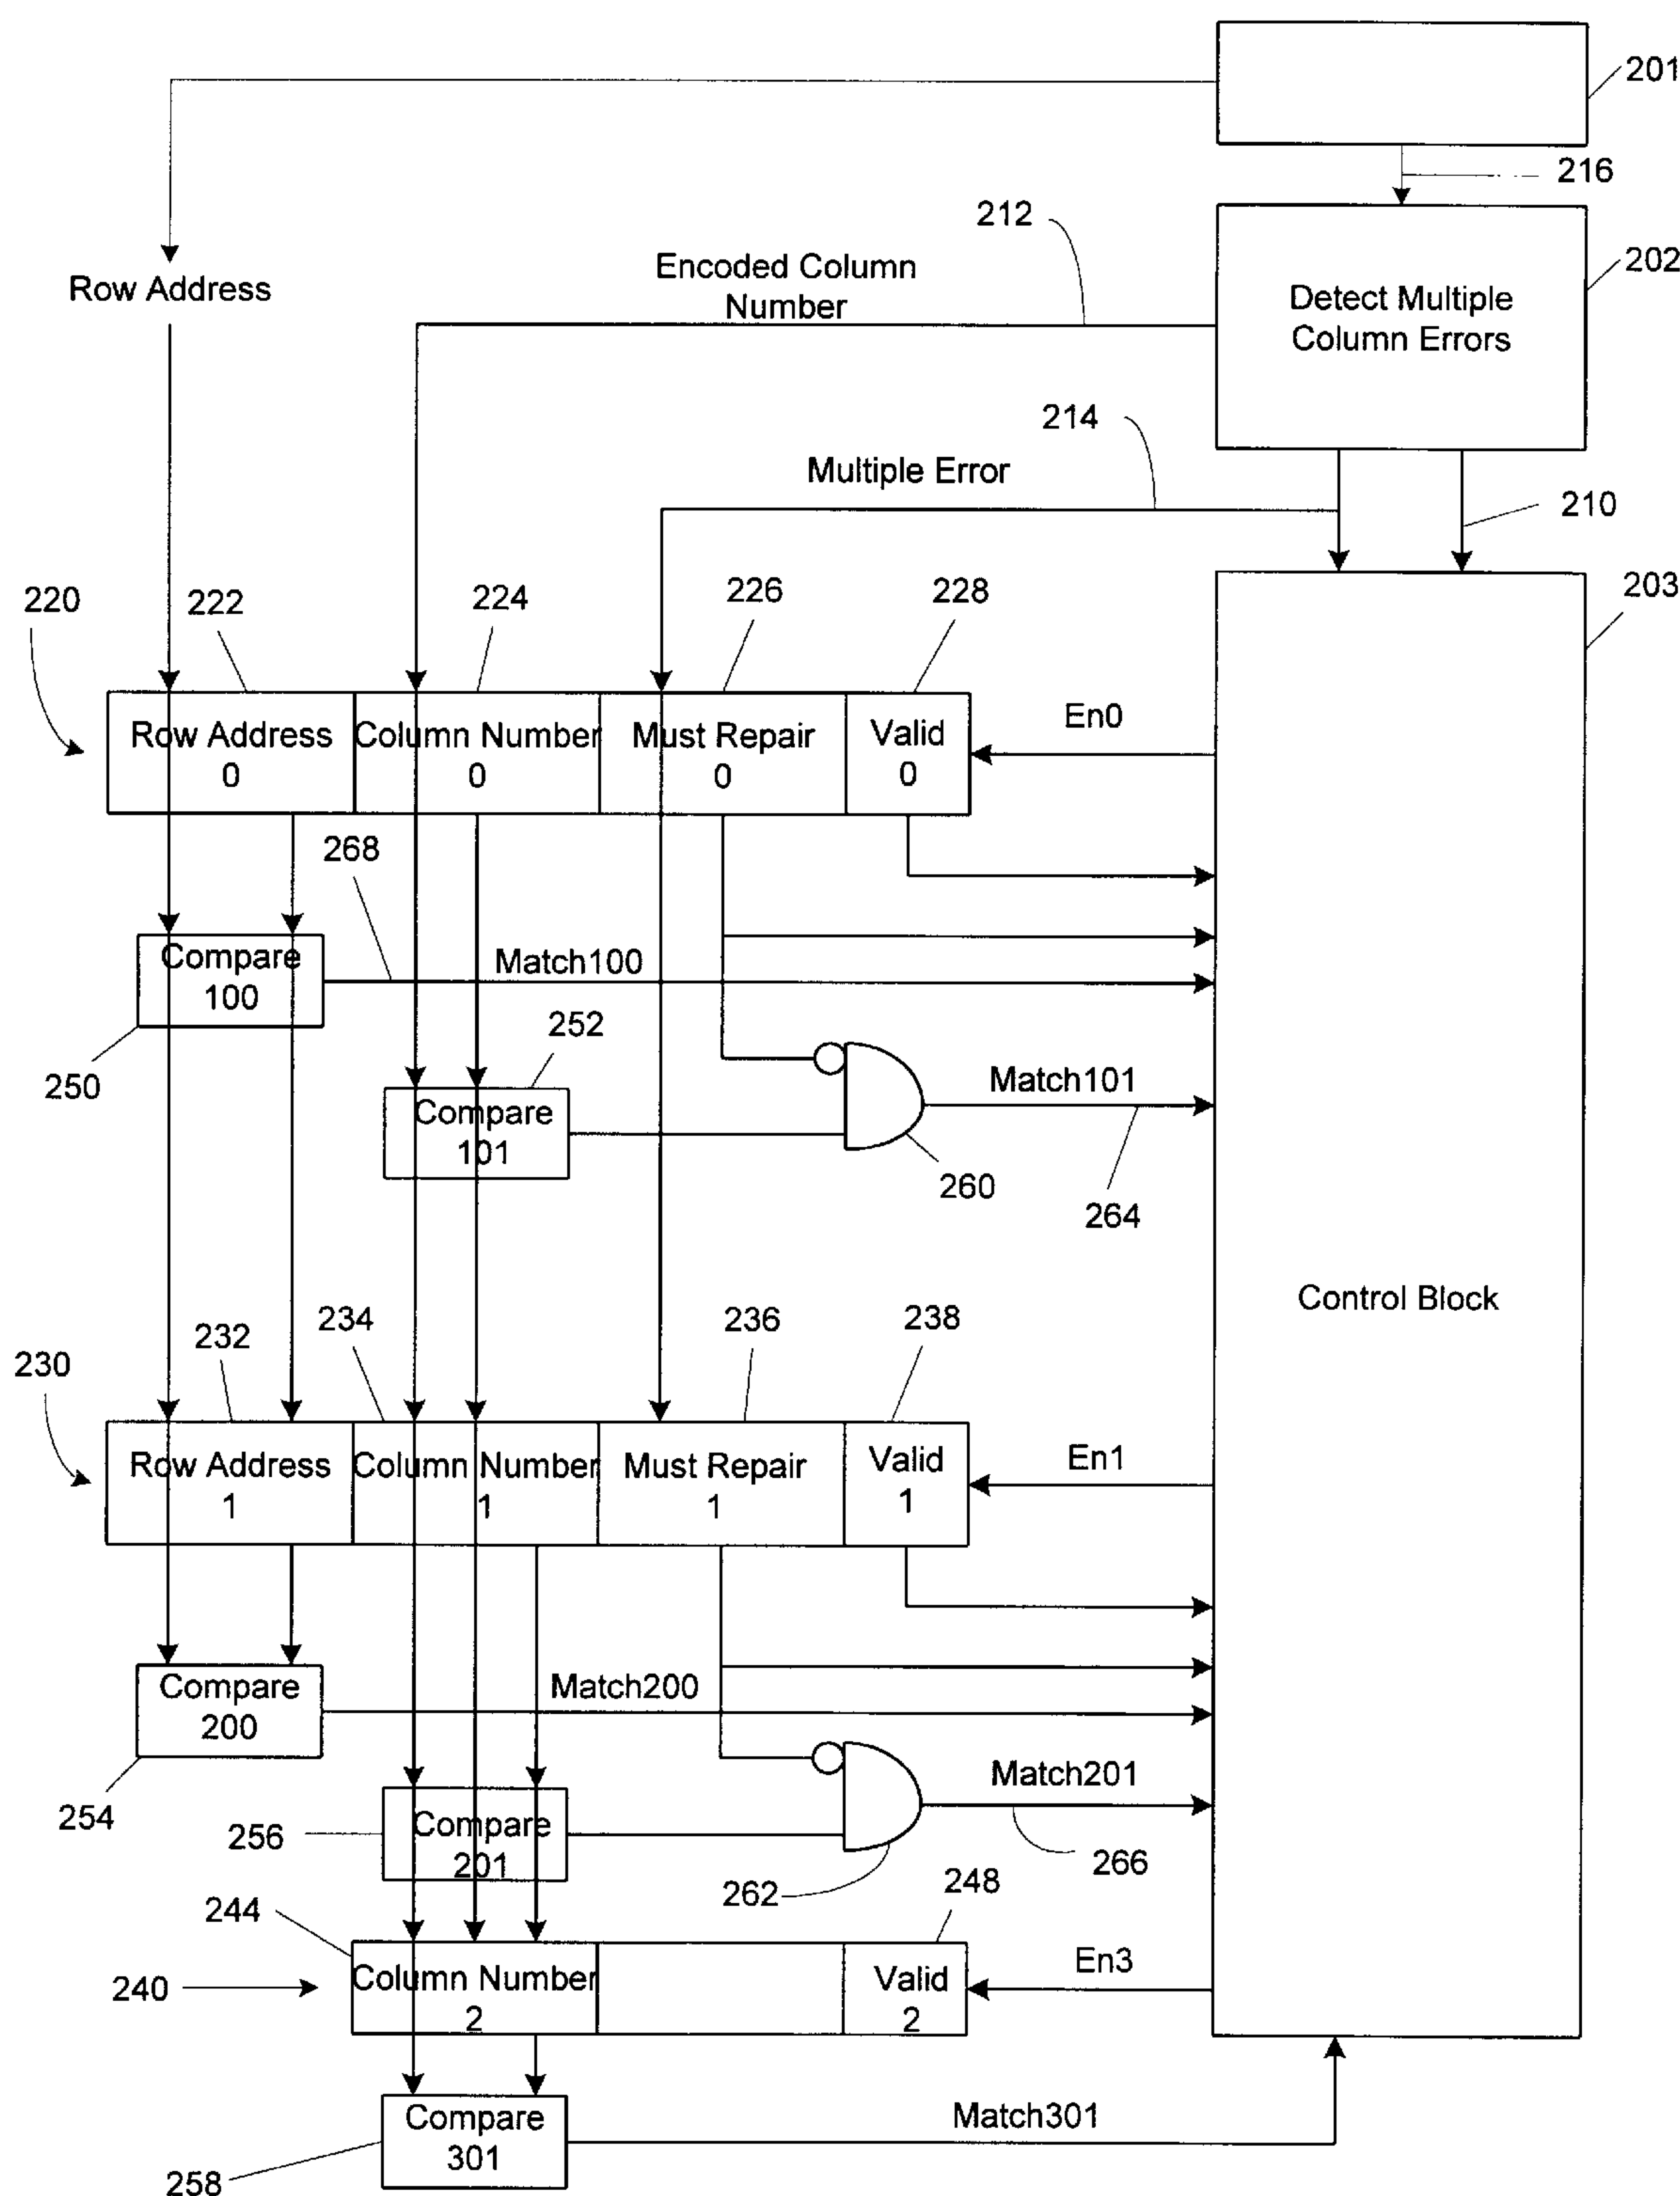 201
216
212
202
Encoded Column
Number
Detect Multiple
Column Errors
Row Address
214
Multiple Error
210
203
220
222
224
226
228
Row Address
0
Column Number
0
Must Repair
0
Valid
0
En0
268
Compare
100
Match100
250
252
Compare
101
Match101
260
264
Control Block
230
232
234
236
238
Row Address
1
Column Number
1
Must Repair
1
Valid
1
En1
Compare
200
Match200
254
256
Compare
201
Match201
262
266
244
248
240
Column Number
2
Valid
2
En3
Compare
301
Match301
258